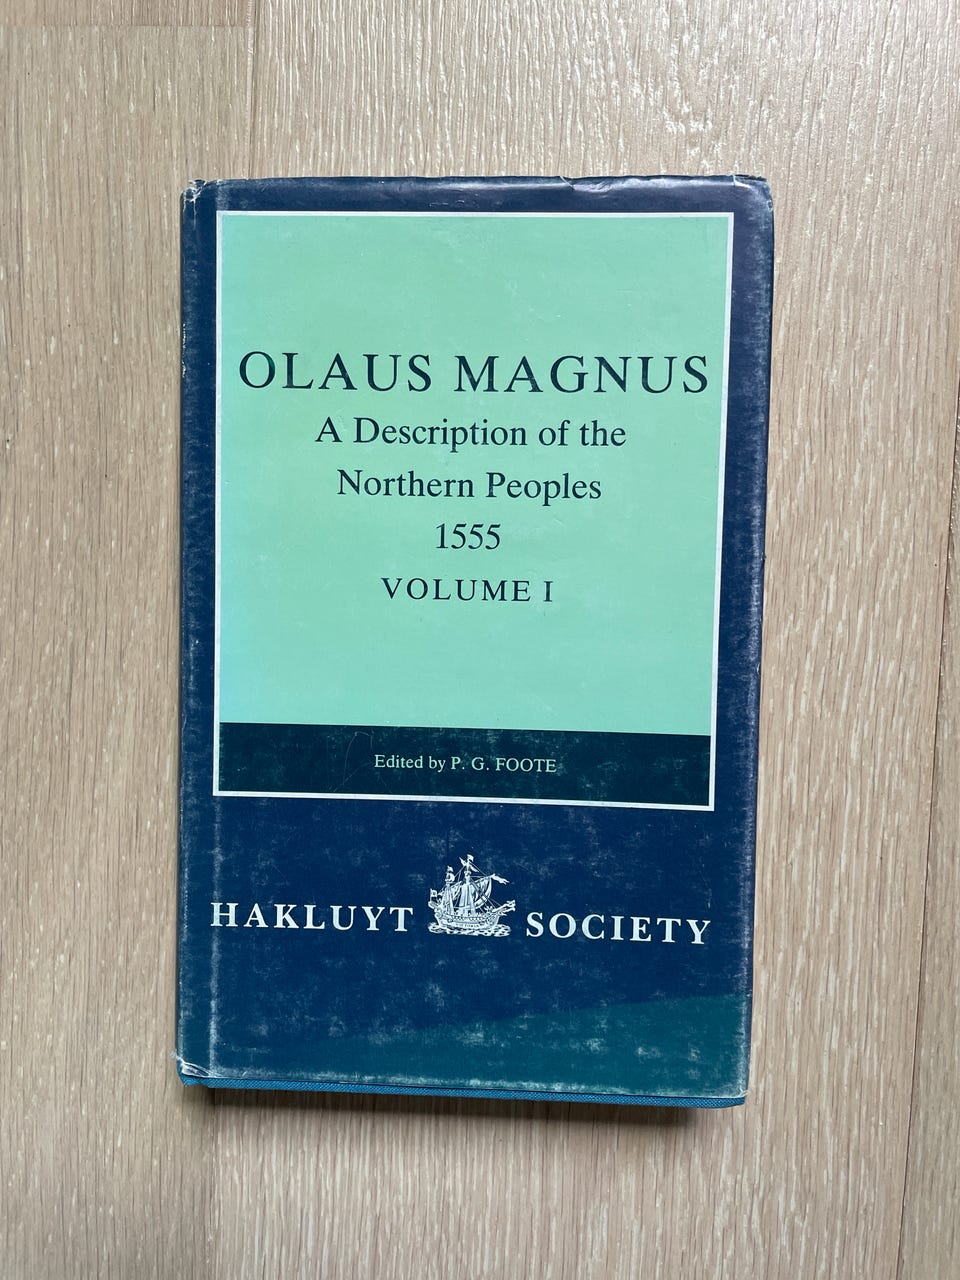 OLAUS MAGNUS
A Description of the
Northern Peoples
1555
VOLUME I
Edited by P. G. FOOTE
HAKLUYT SOCIETY